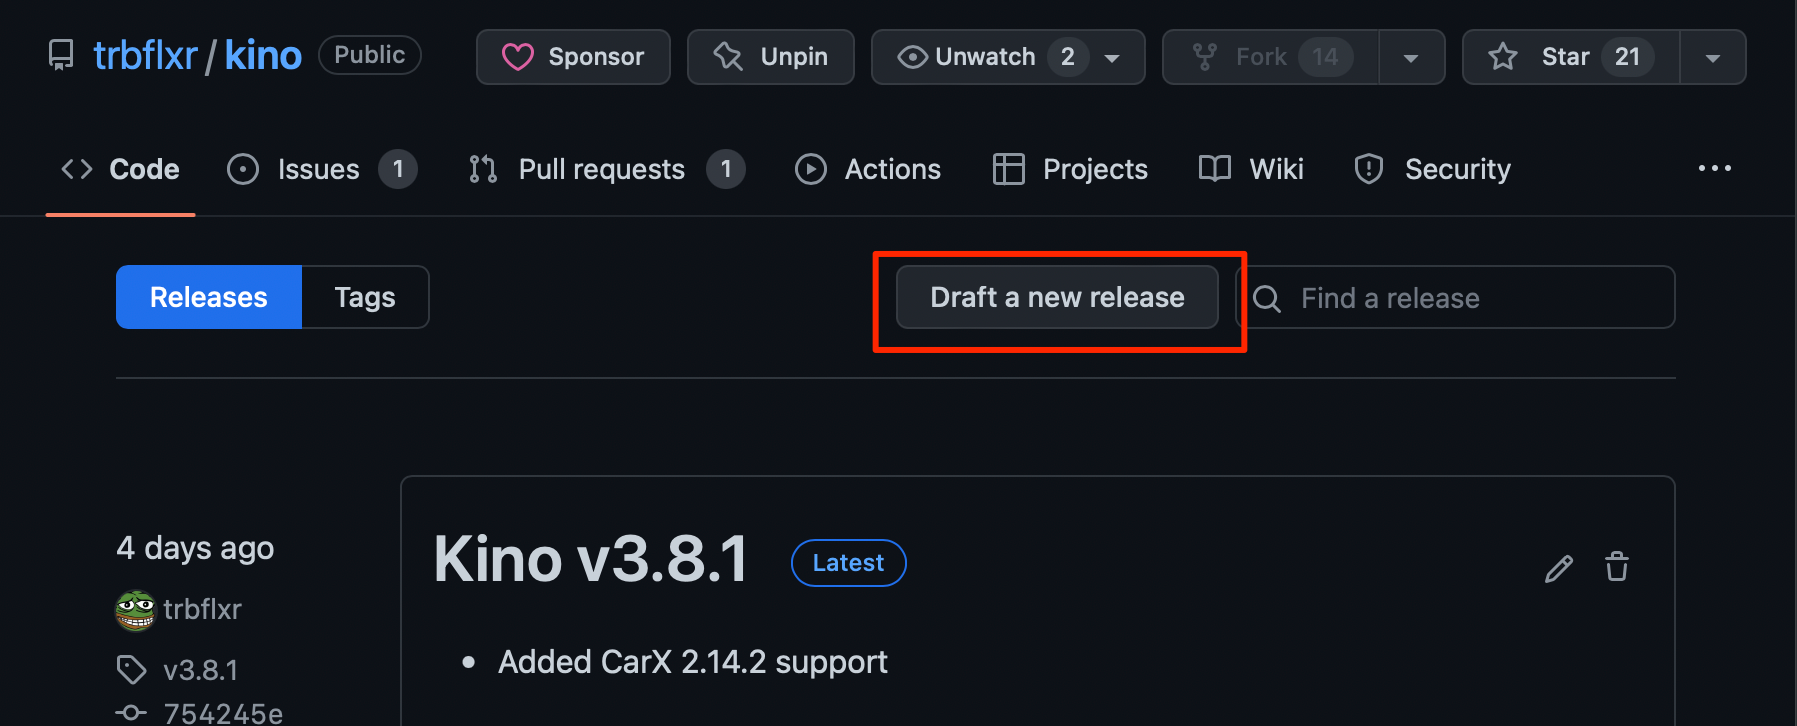 trbflxr / kino Public Sponsor Unpin Unwatch 2 Fork 14 Star 21
Code Issues 1 Pull requests 1 Actions Projects Wiki Security
Releases Tags Draft a new release Find a release
4 days ago
trbflxr
v3.8.1
754245e
Kino v3.8.1 Latest
• Added CarX 2.14.2 support